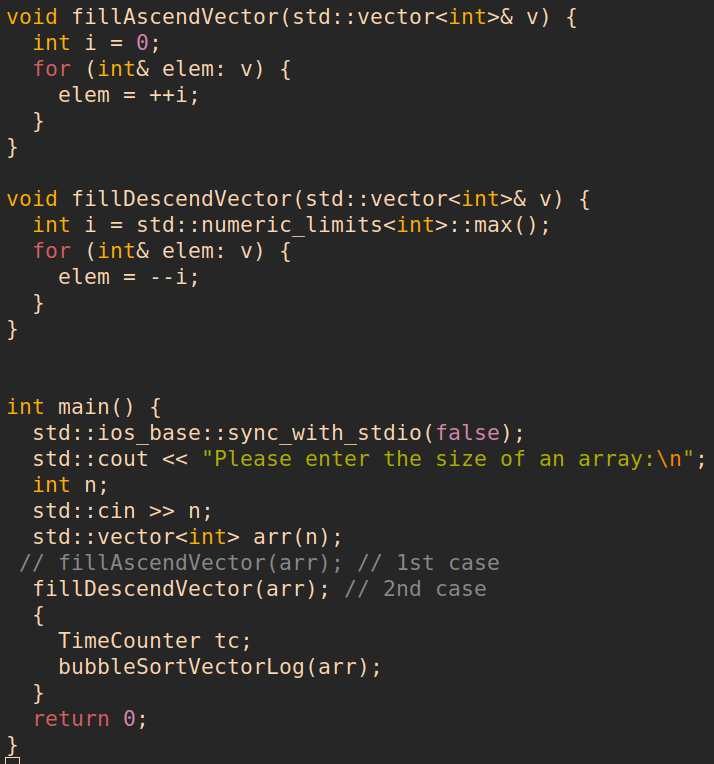 void fillAscendVector(std::vector<int>& v) {
  int i = 0;
  for (int& elem: v) {
    elem = ++i;
  }
}

void fillDescendVector(std::vector<int>& v) {
  int i = std::numeric_limits<int>::max();
  for (int& elem: v) {
    elem = --i;
  }
}


int main() {
  std::ios_base::sync_with_stdio(false);
  std::cout << "Please enter the size of an array:\n";
  int n;
  std::cin >> n;
  std::vector<int> arr(n);
 // fillAscendVector(arr); // 1st case
  fillDescendVector(arr); // 2nd case
  {
    TimeCounter tc;
    bubbleSortVectorLog(arr);
  }
  return 0;
}